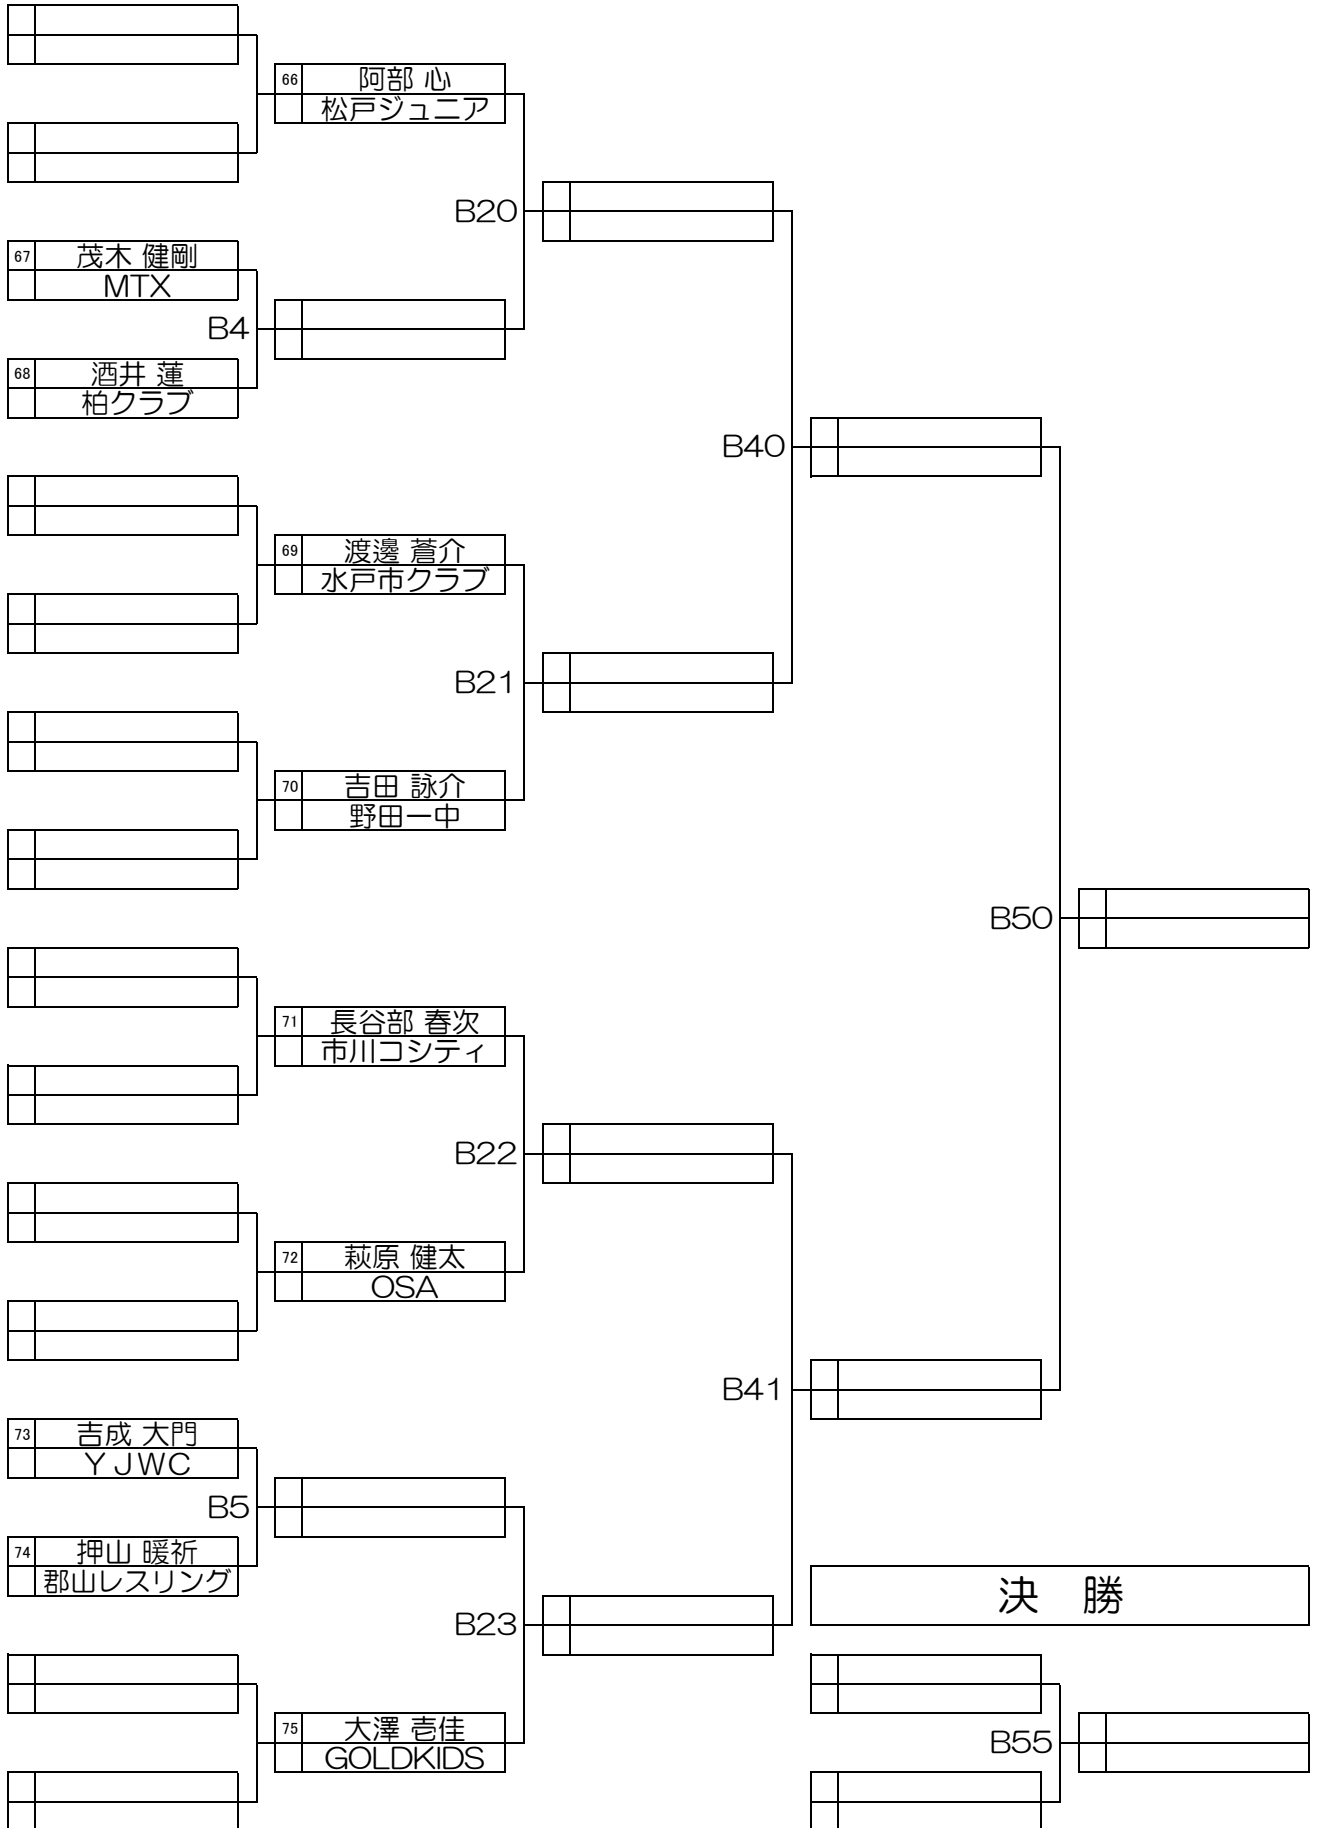 66 阿部 心
松戸ジュニア
B20
67 茂木 健剛
MTX
B4
68 酒井 蓮
柏クラブ
B40
69 渡邊 蒼介
水戸市クラブ
B21
70 吉田 詠介
野田一中
B50
71 長谷部 春次
市川コシティ
B22
72 萩原 健太
OSA
B41
73 吉成 大門
ＹＪＷＣ
B5
74 押山 暖祈
郡山レスリング
決　勝
B23
75 大澤 壱佳
GOLDKIDS
B55